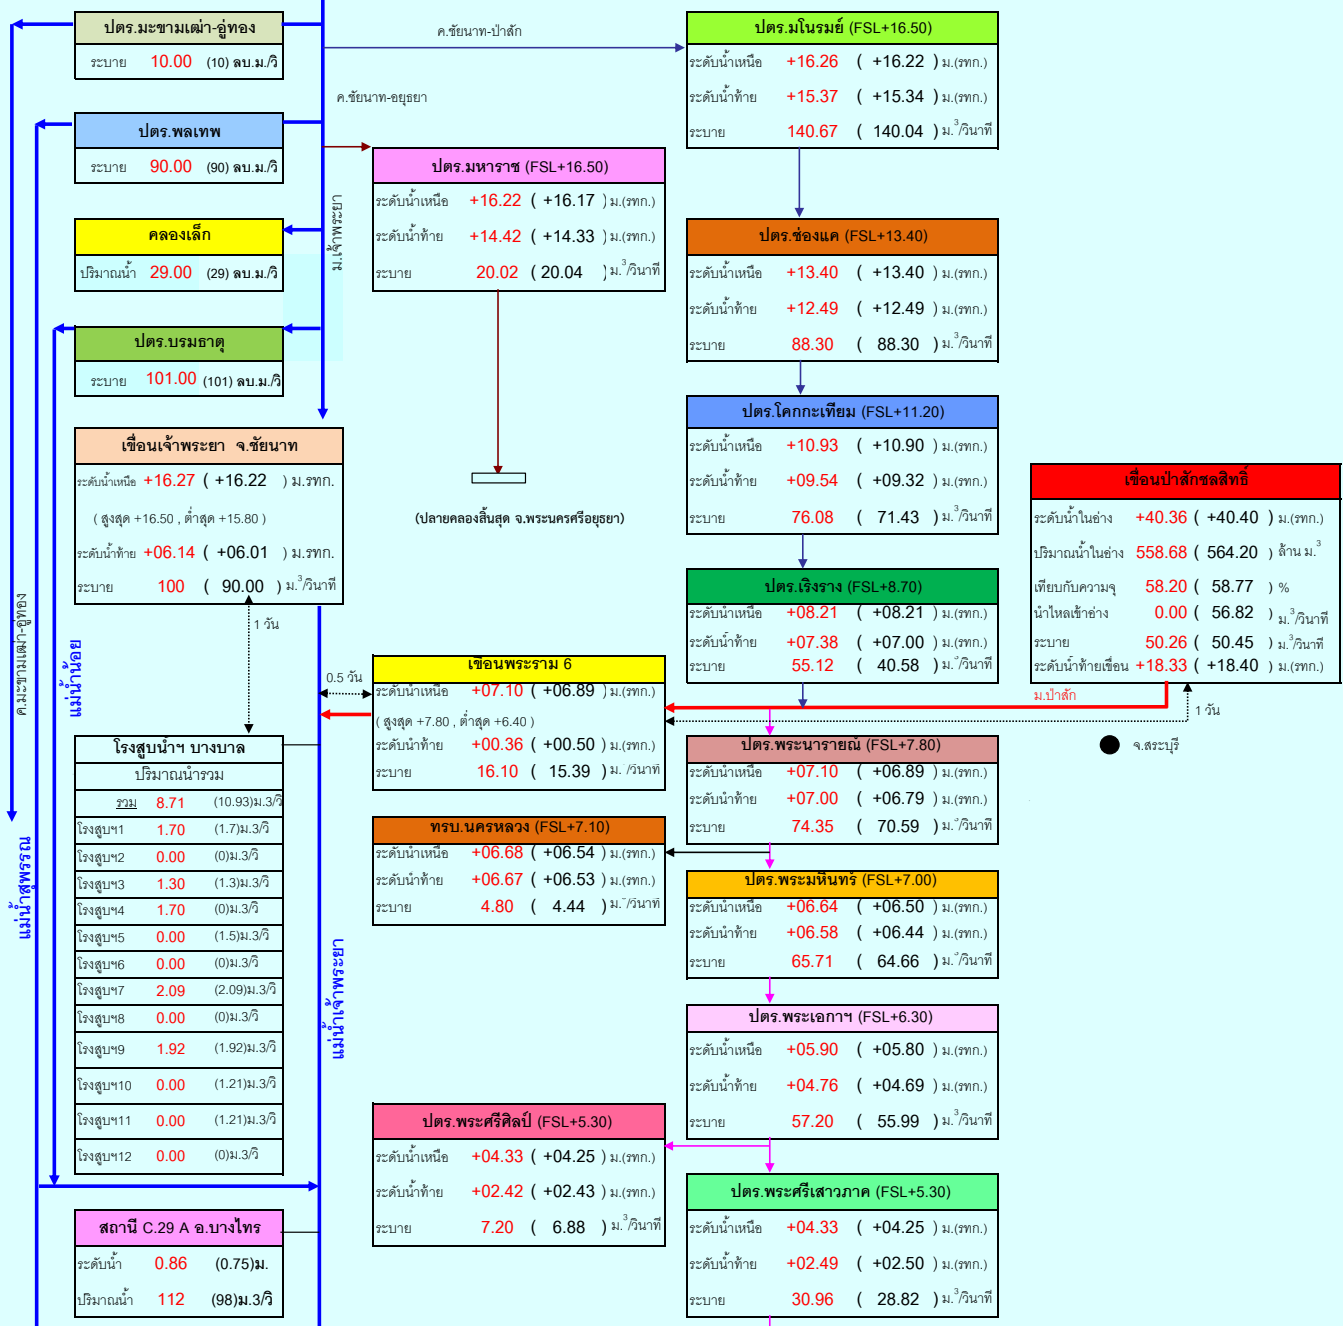 ปตร.มะขามเฒ่า-อู่ทอง
ระบาย 10.00 (10) ลบ.ม./วิ
ปตร.พลเทพ
ระบาย 90.00 (90) ลบ.ม./วิ
คลองเล็ก
ปริมาณน้ำ 29.00 (29) ลบ.ม./วิ
ปตร.บรมธาตุ
ระบาย 101.00 (101) ลบ.ม./วิ
เขื่อนเจ้าพระยา จ.ชัยนาท
ระดับน้ำเหนือ +16.27 ( +16.22 ) ม.รทก.
( สูงสุด +16.50 , ต่ำสุด +15.80 )
ระดับน้ำท้าย +06.14 ( +06.01 ) ม.รทก.
ระบาย 100 ( 90.00 ) ม.3/วินาที
1 วัน
ค.มะขามเฒ่า-อู่ทอง
แม่น้ำสุพรรณ
แม่น้ำน้อย
ม.เจ้าพระยา
แม่น้ำเจ้าพระยา
โรงสูบน้ำฯ บางบาล
ปริมาณน้ำรวม
รวม 8.71 (10.93)ม.3/วิ
โรงสูบฯ1 1.70 (1.7)ม.3/วิ
โรงสูบฯ2 0.00 (0)ม.3/วิ
โรงสูบฯ3 1.30 (1.3)ม.3/วิ
โรงสูบฯ4 1.70 (0)ม.3/วิ
โรงสูบฯ5 0.00 (1.5)ม.3/วิ
โรงสูบฯ6 0.00 (0)ม.3/วิ
โรงสูบฯ7 2.09 (2.09)ม.3/วิ
โรงสูบฯ8 0.00 (0)ม.3/วิ
โรงสูบฯ9 1.92 (1.92)ม.3/วิ
โรงสูบฯ10 0.00 (1.21)ม.3/วิ
โรงสูบฯ11 0.00 (1.21)ม.3/วิ
โรงสูบฯ12 0.00 (0)ม.3/วิ
สถานี C.29 A อ.บางไทร
ระดับน้ำ 0.86 (0.75)ม.
ปริมาณน้ำ 112 (98)ม.3/วิ
ค.ชัยนาท-ป่าสัก
ค.ชัยนาท-อยุธยา
ปตร.มหาราช (FSL+16.50)
ระดับน้ำเหนือ +16.22 ( +16.17 ) ม.(รทก.)
ระดับน้ำท้าย +14.42 ( +14.33 ) ม.(รทก.)
ระบาย 20.02 ( 20.04 ) ม.3/วินาที
(ปลายคลองสิ้นสุด จ.พระนครศรีอยุธยา)
0.5 วัน
เขื่อนพระราม 6
ระดับน้ำเหนือ +07.10 ( +06.89 ) ม.(รทก.)
( สูงสุด +7.80 , ต่ำสุด +6.40 )
ระดับน้ำท้าย +00.36 ( +00.50 ) ม.(รทก.)
ระบาย 16.10 ( 15.39 ) ม.3/วินาที
ทรบ.นครหลวง (FSL+7.10)
ระดับน้ำเหนือ +06.68 ( +06.54 ) ม.(รทก.)
ระดับน้ำท้าย +06.67 ( +06.53 ) ม.(รทก.)
ระบาย 4.80 ( 4.44 ) ม.3/วินาที
ปตร.พระศรีศิลป์ (FSL+5.30)
ระดับน้ำเหนือ +04.33 ( +04.25 ) ม.(รทก.)
ระดับน้ำท้าย +02.42 ( +02.43 ) ม.(รทก.)
ระบาย 7.20 ( 6.88 ) ม.3/วินาที
ปตร.มโนรมย์ (FSL+16.50)
ระดับน้ำเหนือ +16.26 ( +16.22 ) ม.(รทก.)
ระดับน้ำท้าย +15.37 ( +15.34 ) ม.(รทก.)
ระบาย 140.67 ( 140.04 ) ม.3/วินาที
ปตร.ช่องแค (FSL+13.40)
ระดับน้ำเหนือ +13.40 ( +13.40 ) ม.(รทก.)
ระดับน้ำท้าย +12.49 ( +12.49 ) ม.(รทก.)
ระบาย 88.30 ( 88.30 ) ม.3/วินาที
ปตร.โคกกะเทียม (FSL+11.20)
ระดับน้ำเหนือ +10.93 ( +10.90 ) ม.(รทก.)
ระดับน้ำท้าย +09.54 ( +09.32 ) ม.(รทก.)
ระบาย 76.08 ( 71.43 ) ม.3/วินาที
ปตร.เริงราง (FSL+8.70)
ระดับน้ำเหนือ +08.21 ( +08.21 ) ม.(รทก.)
ระดับน้ำท้าย +07.38 ( +07.00 ) ม.(รทก.)
ระบาย 55.12 ( 40.58 ) ม.3/วินาที
ปตร.พระนารายณ์ (FSL+7.80)
ระดับน้ำเหนือ +07.10 ( +06.89 ) ม.(รทก.)
ระดับน้ำท้าย +07.00 ( +06.79 ) ม.(รทก.)
ระบาย 74.35 ( 70.59 ) ม.3/วินาที
ปตร.พระมหินทร์ (FSL+7.00)
ระดับน้ำเหนือ +06.64 ( +06.50 ) ม.(รทก.)
ระดับน้ำท้าย +06.58 ( +06.44 ) ม.(รทก.)
ระบาย 65.71 ( 64.66 ) ม.3/วินาที
ปตร.พระเอกาฯ (FSL+6.30)
ระดับน้ำเหนือ +05.90 ( +05.80 ) ม.(รทก.)
ระดับน้ำท้าย +04.76 ( +04.69 ) ม.(รทก.)
ระบาย 57.20 ( 55.99 ) ม.3/วินาที
ปตร.พระศรีเสาวภาค (FSL+5.30)
ระดับน้ำเหนือ +04.33 ( +04.25 ) ม.(รทก.)
ระดับน้ำท้าย +02.49 ( +02.50 ) ม.(รทก.)
ระบาย 30.96 ( 28.82 ) ม.3/วินาที
เขื่อนป่าสักชลสิทธิ์
ระดับน้ำในอ่าง +40.36 ( +40.40 ) ม.(รทก.)
ปริมาณน้ำในอ่าง 558.68 ( 564.20 ) ล้าน ม.3
เทียบกับความจุ 58.20 ( 58.77 ) %
น้ำไหลเข้าอ่าง 0.00 ( 56.82 ) ม.3/วินาที
ระบาย 50.26 ( 50.45 ) ม.3/วินาที
ระดับน้ำท้ายเขื่อน +18.33 ( +18.40 ) ม.(รทก.)
ม.ป่าสัก
1 วัน
จ.สระบุรี